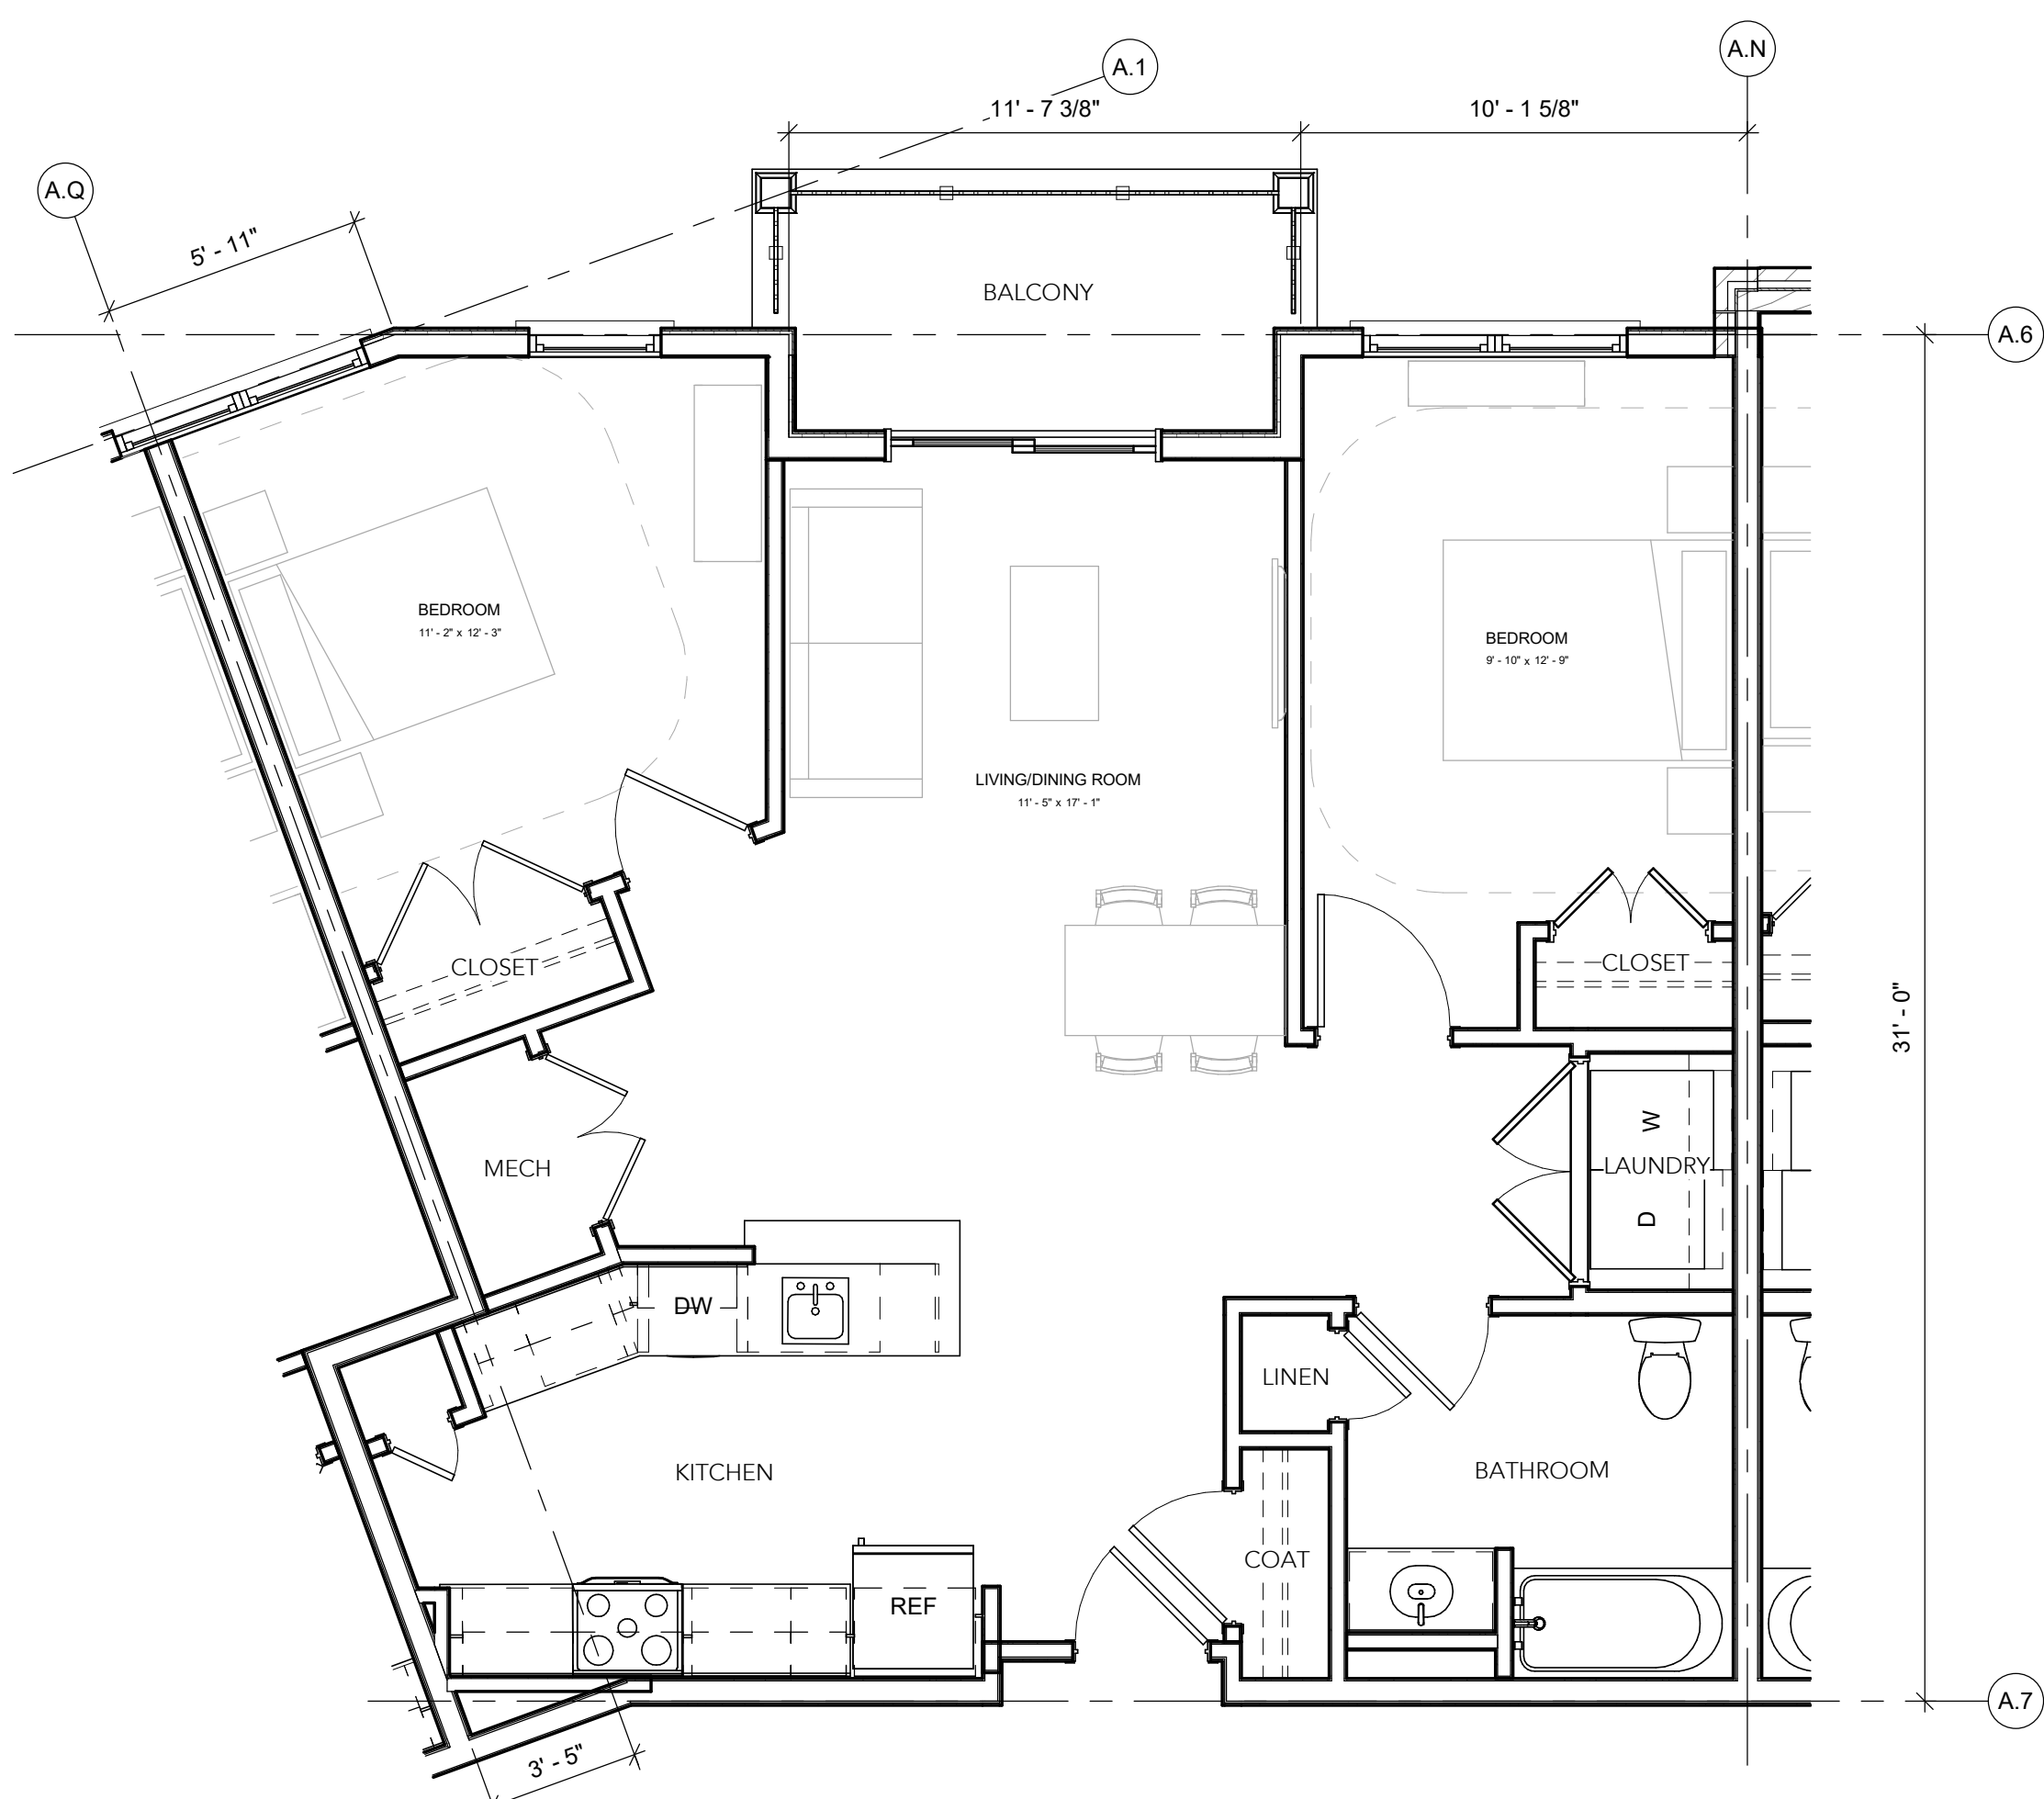 A.N
A.1
11' - 7 3/8"
10' - 1 5/8"
A.Q
5' - 11"
BALCONY
A.6
BEDROOM
11' - 2" x 12' - 3"
BEDROOM
9' - 10" x 12' - 9"
LIVING/DINING ROOM
11' - 5" x 17' - 1"
CLOSET
CLOSET
31' - 0"
W
MECH
LAUNDRY
D
DW
LINEN
KITCHEN
BATHROOM
COAT
REF
A.7
3' - 5"